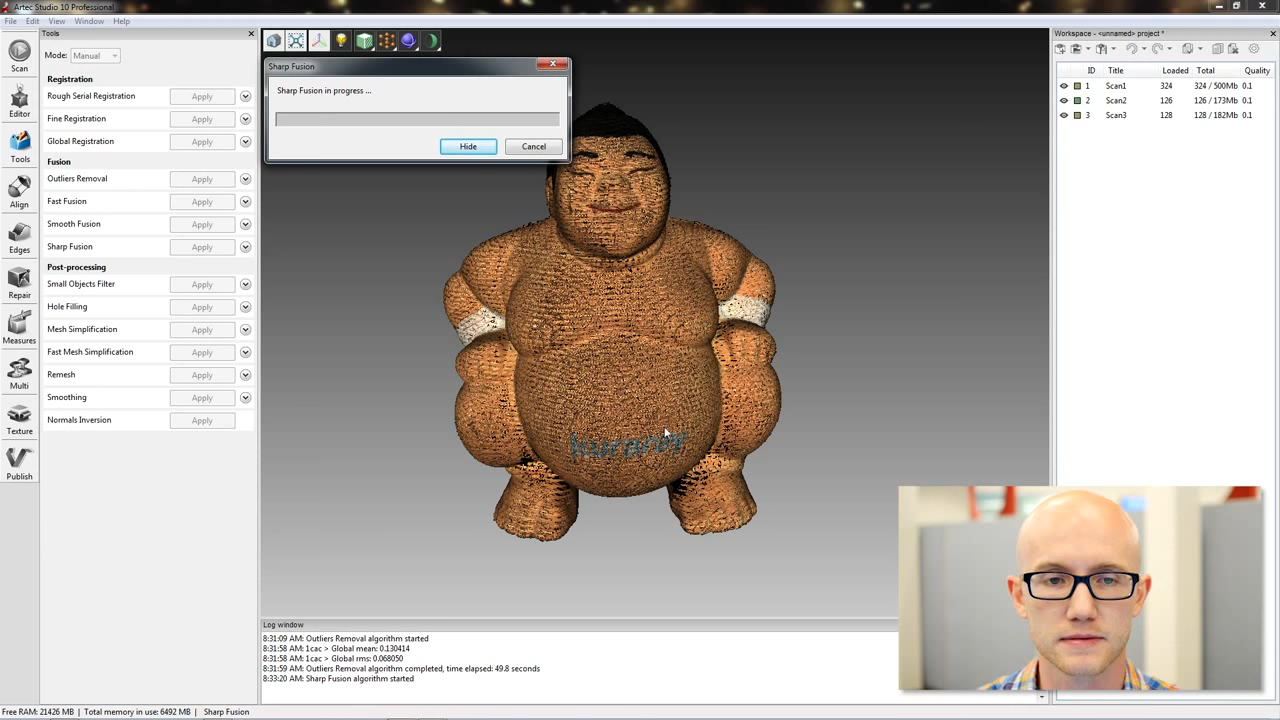 Artec Studio 10 Professional
File Edit View Window Help
Tools
Mode: Manual
Registration
Rough Serial Registration Apply
Fine Registration Apply
Global Registration Apply
Fusion
Outliers Removal Apply
Fast Fusion Apply
Smooth Fusion Apply
Sharp Fusion Apply
Post-processing
Small Objects Filter Apply
Hole Filling Apply
Mesh Simplification Apply
Fast Mesh Simplification Apply
Remesh Apply
Smoothing Apply
Normals Inversion Apply
Scan
Editor
Tools
Align
Edges
Repair
Measures
Multi
Texture
Publish
Sharp Fusion
Sharp Fusion in progress ...
Hide Cancel
Workspace - <unnamed> project *
ID Title Loaded Total Quality
1 Scan1 324 324 / 500Mb 0.1
2 Scan2 126 126 / 173Mb 0.1
3 Scan3 128 128 / 182Mb 0.1
Log window
8:31:09 AM: Outliers Removal algorithm started
8:31:58 AM: 1cac > Global mean: 0.130414
8:31:58 AM: 1cac > Global rms: 0.068050
8:31:59 AM: Outliers Removal algorithm completed, time elapsed: 49.8 seconds
8:33:20 AM: Sharp Fusion algorithm started
Free RAM: 21426 MB | Total memory in use: 6492 MB | Sharp Fusion